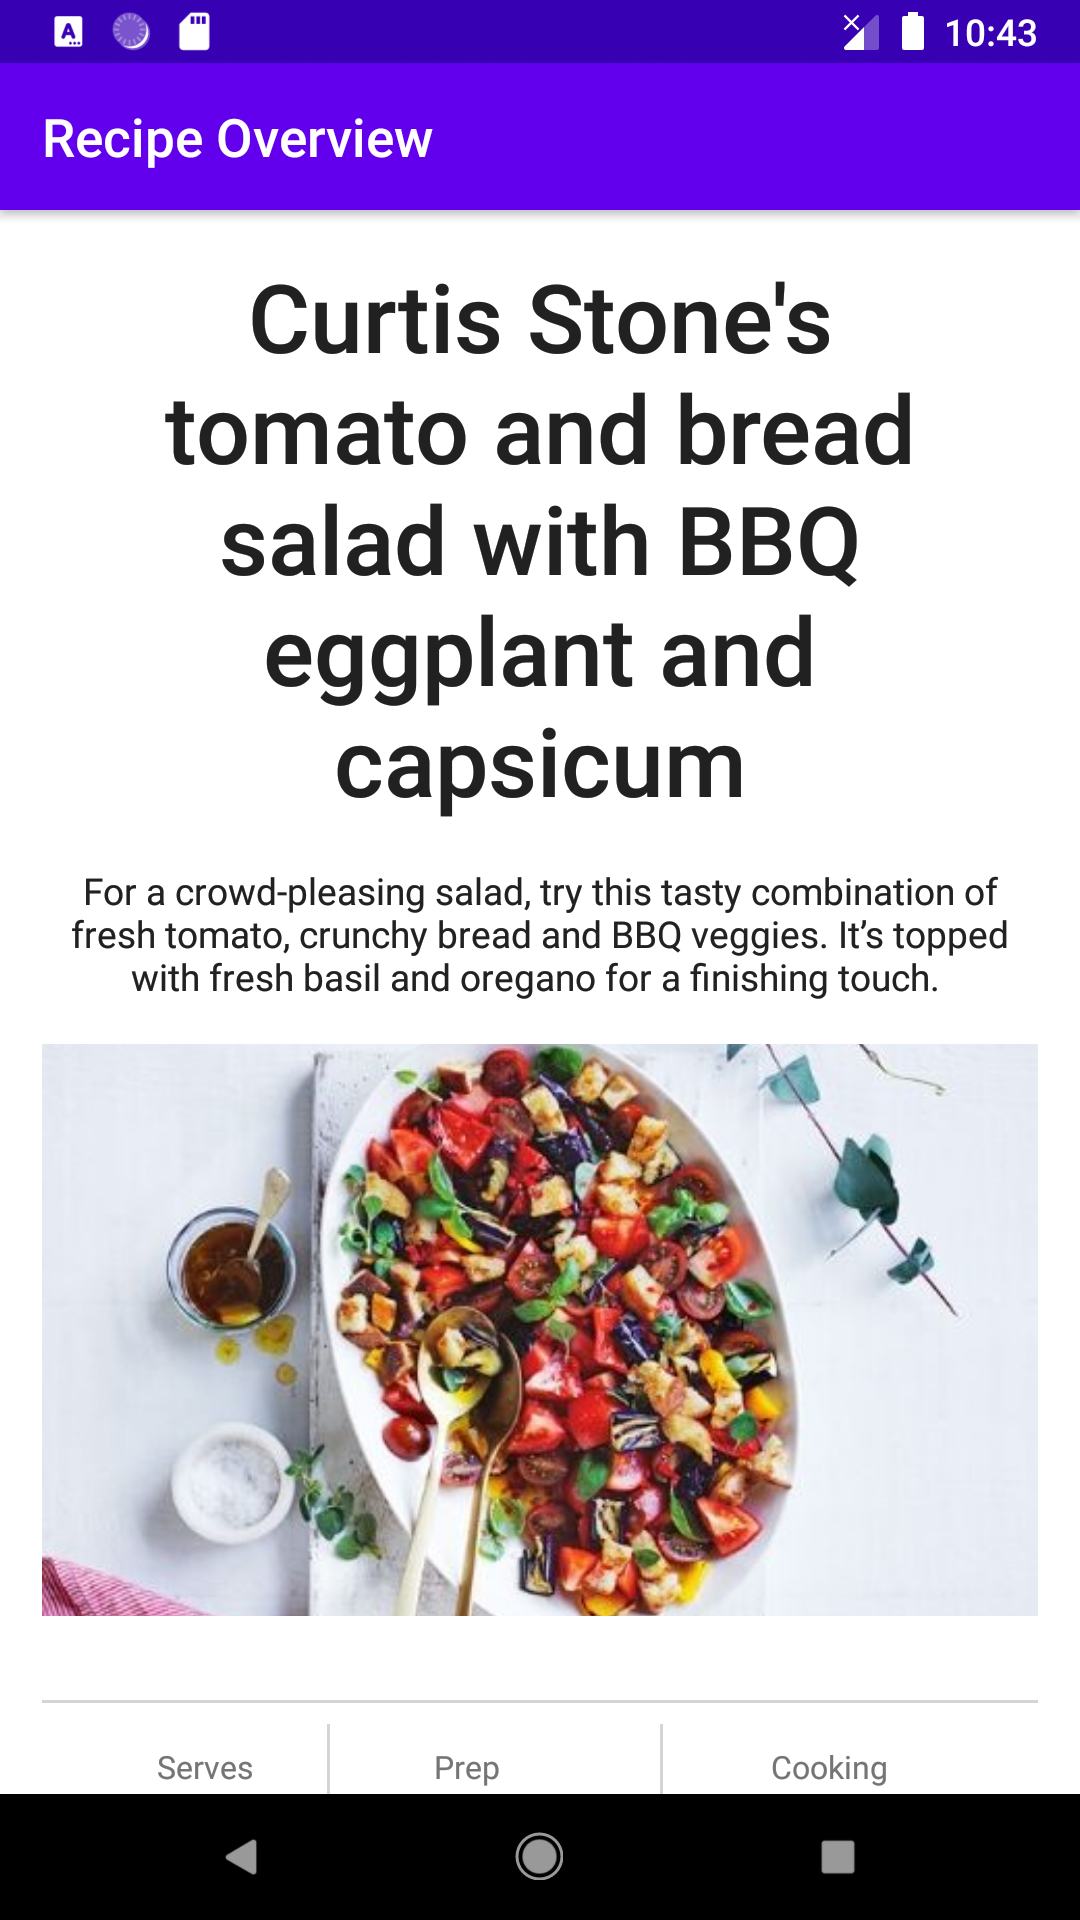 10:43
Recipe Overview
Curtis Stone's
tomato and bread
salad with BBQ
eggplant and
capsicum
For a crowd-pleasing salad, try this tasty combination of
fresh tomato, crunchy bread and BBQ veggies. It’s topped
with fresh basil and oregano for a finishing touch.
Serves Prep Cooking